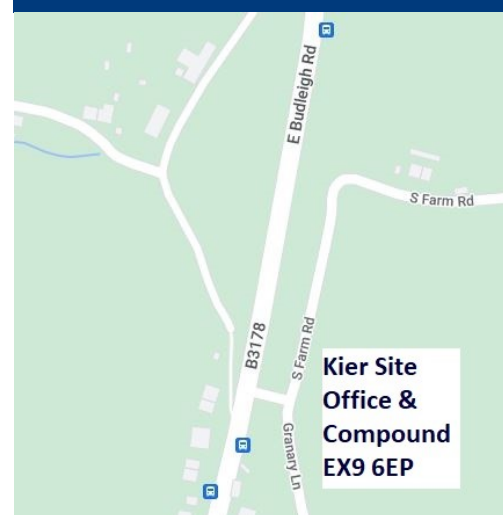 E Budleigh Rd
S Farm Rd
B3178
S Farm Rd
Granary Ln
Kier Site
Office &
Compound
EX9 6EP